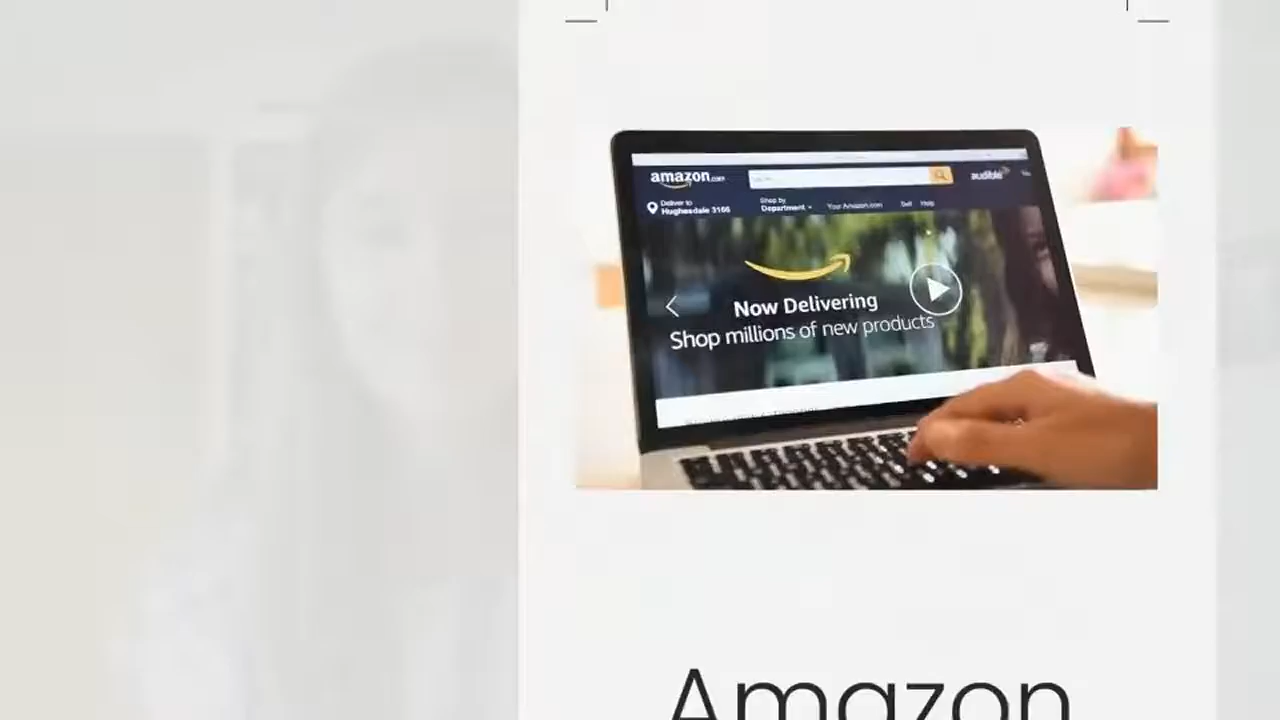 amazon.com
audible
Deliver to
Hughesdale 3166
Shop by
Department
Your Amazon.com
Sell
Help
Now Delivering
Shop millions of new products
Amazon